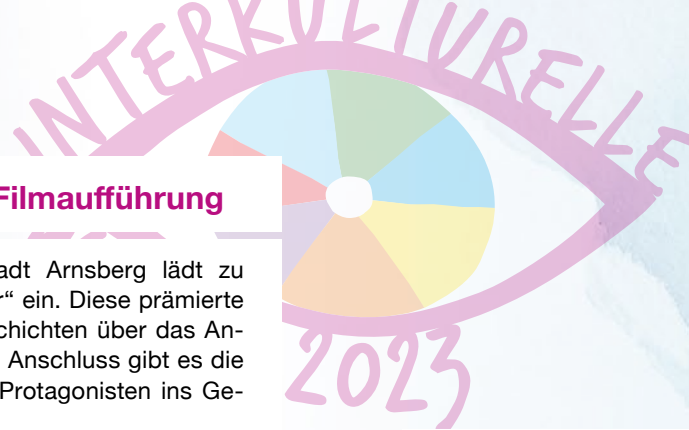 INTERKULTURELLE
Filmaufführung
adt Arnsberg lädt zu
r“ ein. Diese prämierte
chichten über das An-
Anschluss gibt es die
Protagonisten ins Ge-
2023